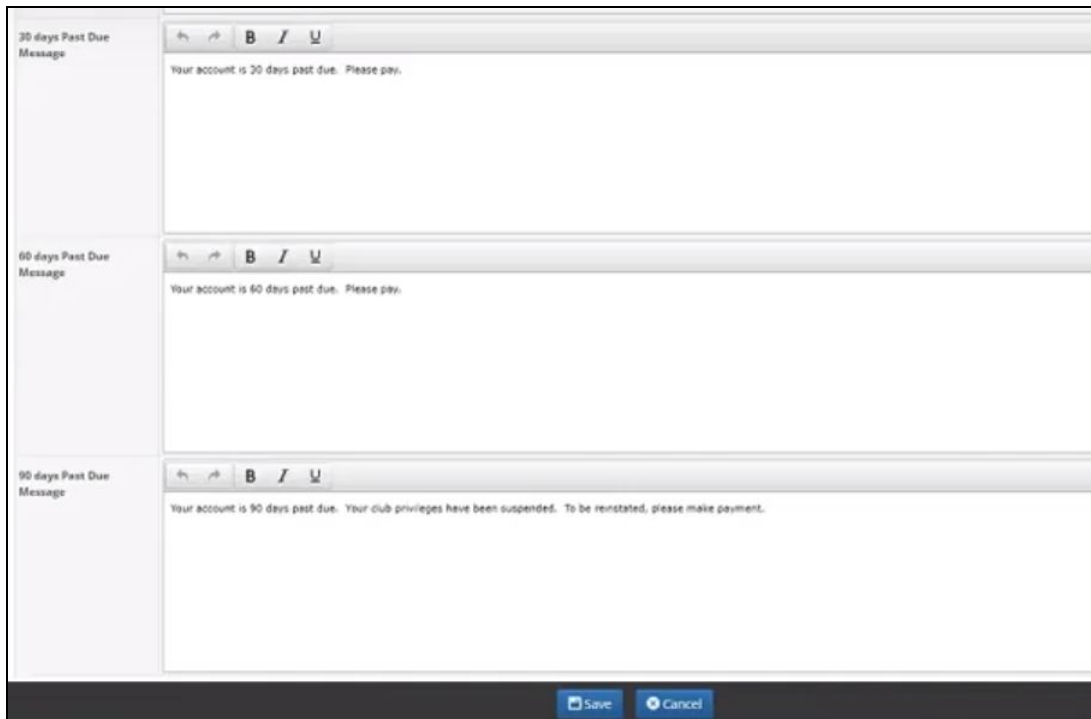 30 days Past Due
Message
B I U
Your account is 30 days past due. Please pay.
60 days Past Due
Message
B I U
Your account is 60 days past due. Please pay.
90 days Past Due
Message
B I U
Your account is 90 days past due. Your club privileges have been suspended. To be reinstated, please make payment.
Save Cancel